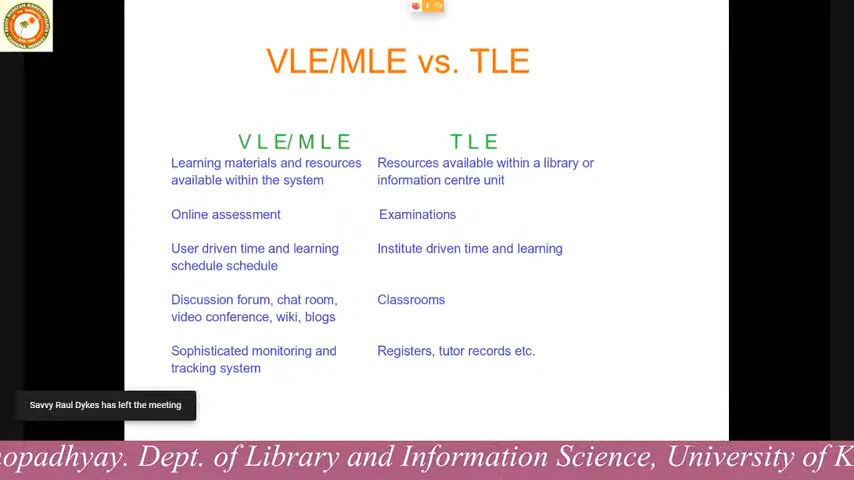 VLE/MLE vs. TLE
V L E/ M L E
T L E
Learning materials and resources
available within the system
Resources available within a library or
information centre unit
Online assessment
Examinations
User driven time and learning
schedule schedule
Institute driven time and learning
Discussion forum, chat room,
video conference, wiki, blogs
Classrooms
Sophisticated monitoring and
tracking system
Registers, tutor records etc.
Savvy Raul Dykes has left the meeting
opadhyay. Dept. of Library and Information Science, University of K